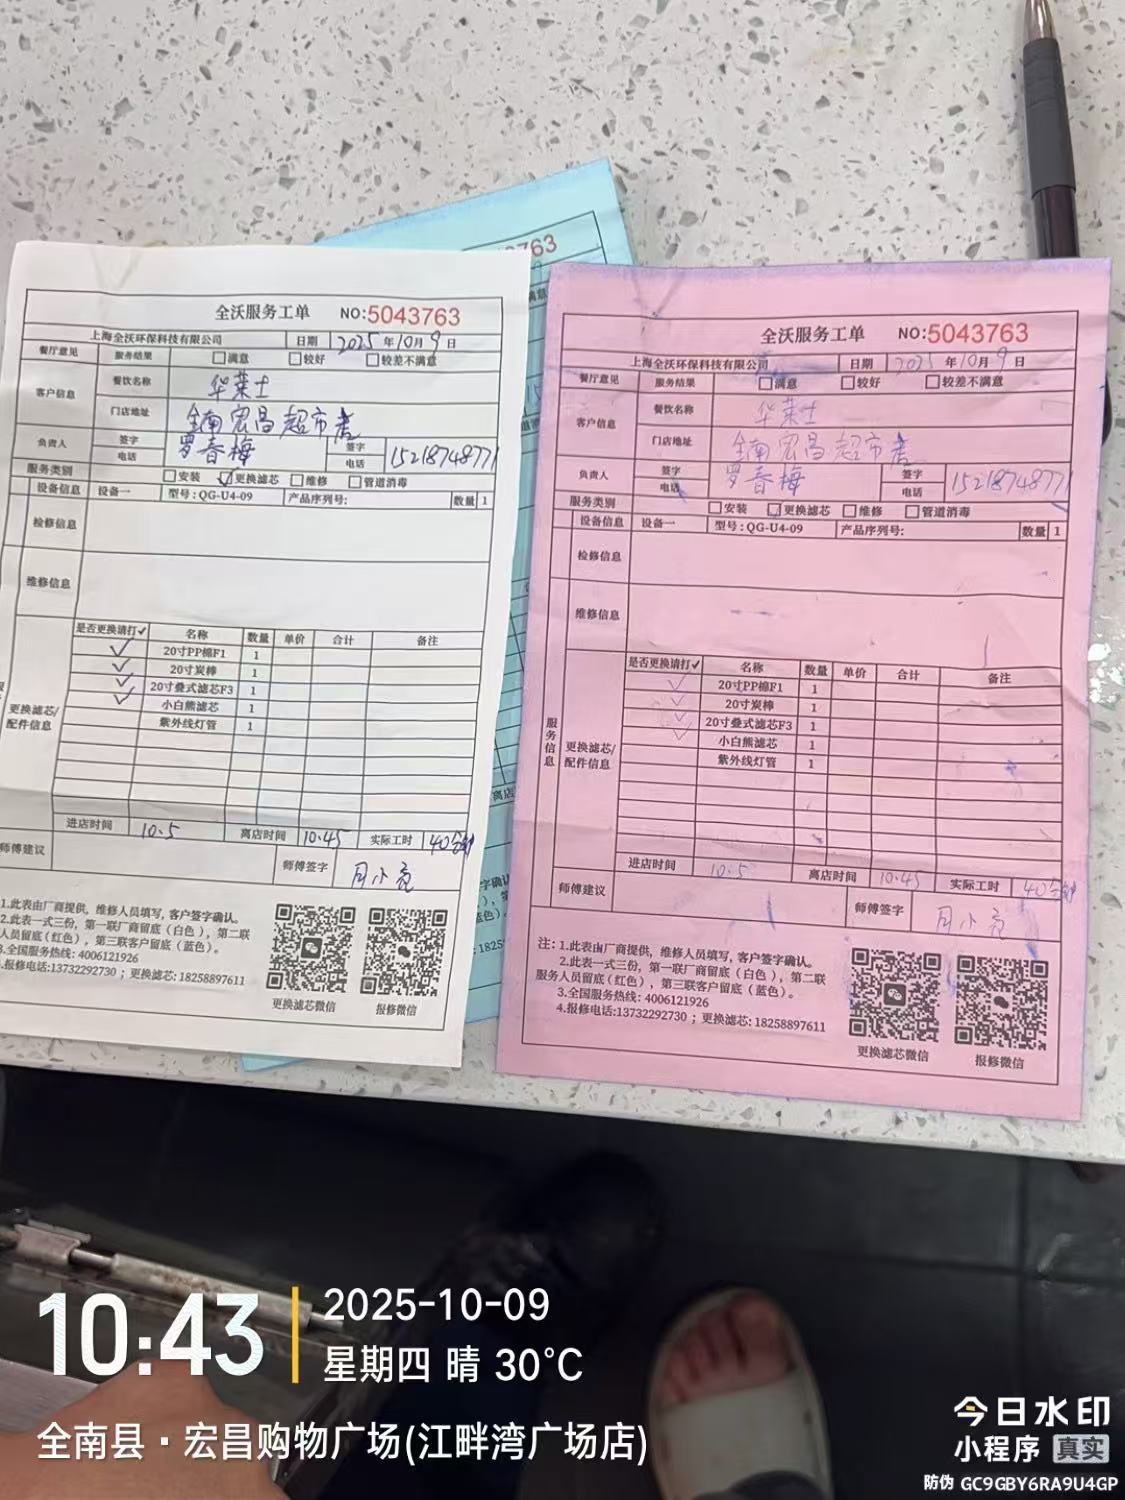 763
全沃服务工单 NO:5043763
上海全沃环保科技有限公司 日期 2025年10月9日
餐厅意见 服务结果 满意 较好 较差不满意
客户信息 餐饮名称 华莱士
门店地址 全南宏昌超市店
负责人 签字 电话 罗春梅 签字 电话 15218748771
服务类别 安装 更换滤芯 维修 管道消毒
设备信息 设备一 型号:QG-U4-09 产品序列号: 数量 1
检修信息
维修信息
更换滤芯/配件信息
是否更换请打✓ 名称 数量 单价 合计 备注
✓ 20寸PP棉F1 1
✓ 20寸炭棒 1
✓ 20寸叠式滤芯F3 1
✓ 小白熊滤芯 1
紫外线灯管 1
进店时间 10.5 离店时间 10.45 实际工时 40分钟
师傅建议 师傅签字 周小亮
1.此表由厂商提供，维修人员填写，客户签字确认。
2.此表一式三份，第一联厂商留底（白色），第二联
人员留底(红色)，第三联客户留底（蓝色）。
3.全国服务热线: 4006121926
报修电话:13732292730；更换滤芯: 18258897611
更换滤芯微信 报修微信
全沃服务工单 NO:5043763
上海全沃环保科技有限公司 日期 2025年10月9日
餐厅意见 服务结果 满意 较好 较差不满意
客户信息 餐饮名称 华莱士
门店地址 全南宏昌超市店
负责人 签字 电话 罗春梅 签字 电话 15218748771
服务类别 安装 更换滤芯 维修 管道消毒
设备信息 设备一 型号:QG-U4-09 产品序列号: 数量 1
检修信息
维修信息
服务信息
更换滤芯/配件信息
是否更换请打✓ 名称 数量 单价 合计 备注
✓ 20寸PP棉F1 1
✓ 20寸炭棒 1
✓ 20寸叠式滤芯F3 1
✓ 小白熊滤芯 1
紫外线灯管 1
进店时间 10.5 离店时间 10.45 实际工时 40分钟
师傅建议 师傅签字 周小亮
注: 1.此表由厂商提供，维修人员填写，客户签字确认。
2.此表一式三份，第一联厂商留底（白色），第二联
服务人员留底(红色)，第三联客户留底（蓝色）。
3.全国服务热线: 4006121926
4.报修电话:13732292730；更换滤芯: 18258897611
更换滤芯微信 报修微信
10:43
2025-10-09
星期四 晴 30°C
全南县·宏昌购物广场(江畔湾广场店)
今日水印
小程序 真实
防伪 GC9GBY6RA9U4GP